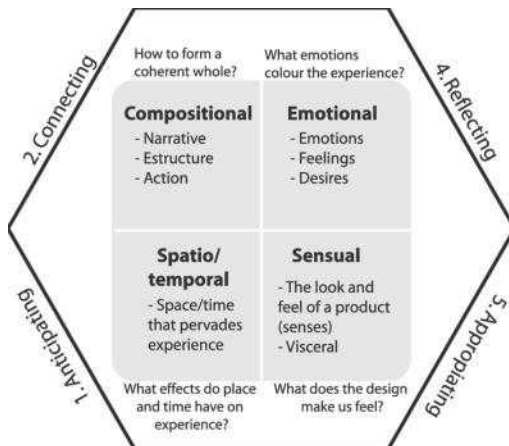 How to form a
coherent whole?
What emotions
colour the experience?
2. Connecting
4. Reflecting
Compositional
- Narrative
- Estructure
- Action
Emotional
- Emotions
- Feelings
- Desires
Spatio/
temporal
- Space/time
that pervades
experience
Sensual
- The look and
feel of a product
(senses)
- Visceral
1. Anticipating
5. Appropiating
What effects do place
and time have on
experience?
What does the design
make us feel?